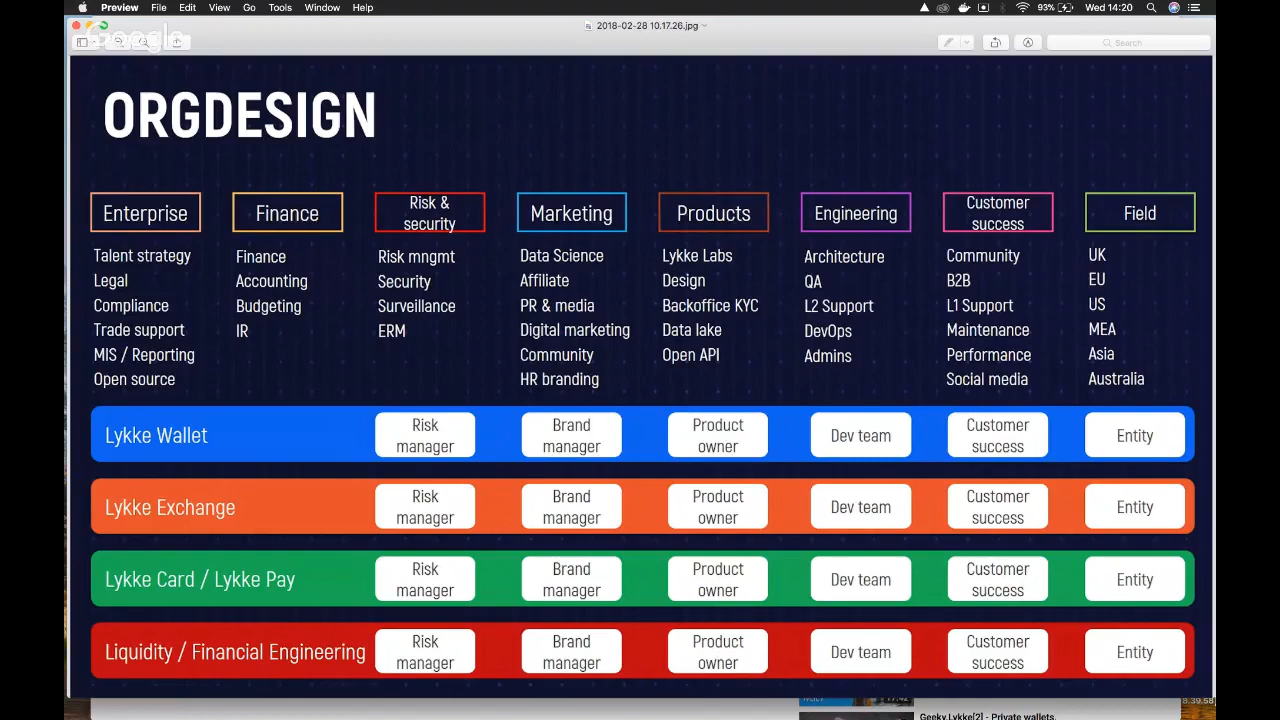 Preview File Edit View Go Tools Window Help 93% Wed 14:20
2018-02-28 10.17.26.jpg
Google
Search
ORGDESIGN
Enterprise
Talent strategy
Legal
Compliance
Trade support
MIS / Reporting
Open source
Finance
Finance
Accounting
Budgeting
IR
Risk &
security
Risk mngmt
Security
Surveillance
ERM
Marketing
Data Science
Affiliate
PR & media
Digital marketing
Community
HR branding
Products
Lykke Labs
Design
Backoffice KYC
Data lake
Open API
Engineering
Architecture
QA
L2 Support
DevOps
Admins
Customer
success
Community
B2B
L1 Support
Maintenance
Performance
Social media
Field
UK
EU
US
MEA
Asia
Australia
Lykke Wallet
Risk
manager
Brand
manager
Product
owner
Dev team
Customer
success
Entity
Lykke Exchange
Risk
manager
Brand
manager
Product
owner
Dev team
Customer
success
Entity
Lykke Card / Lykke Pay
Risk
manager
Brand
manager
Product
owner
Dev team
Customer
success
Entity
Liquidity / Financial Engineering
Risk
manager
Brand
manager
Product
owner
Dev team
Customer
success
Entity
17:42
8.39.58
Geeky.Lykke[2] - Private wallets.